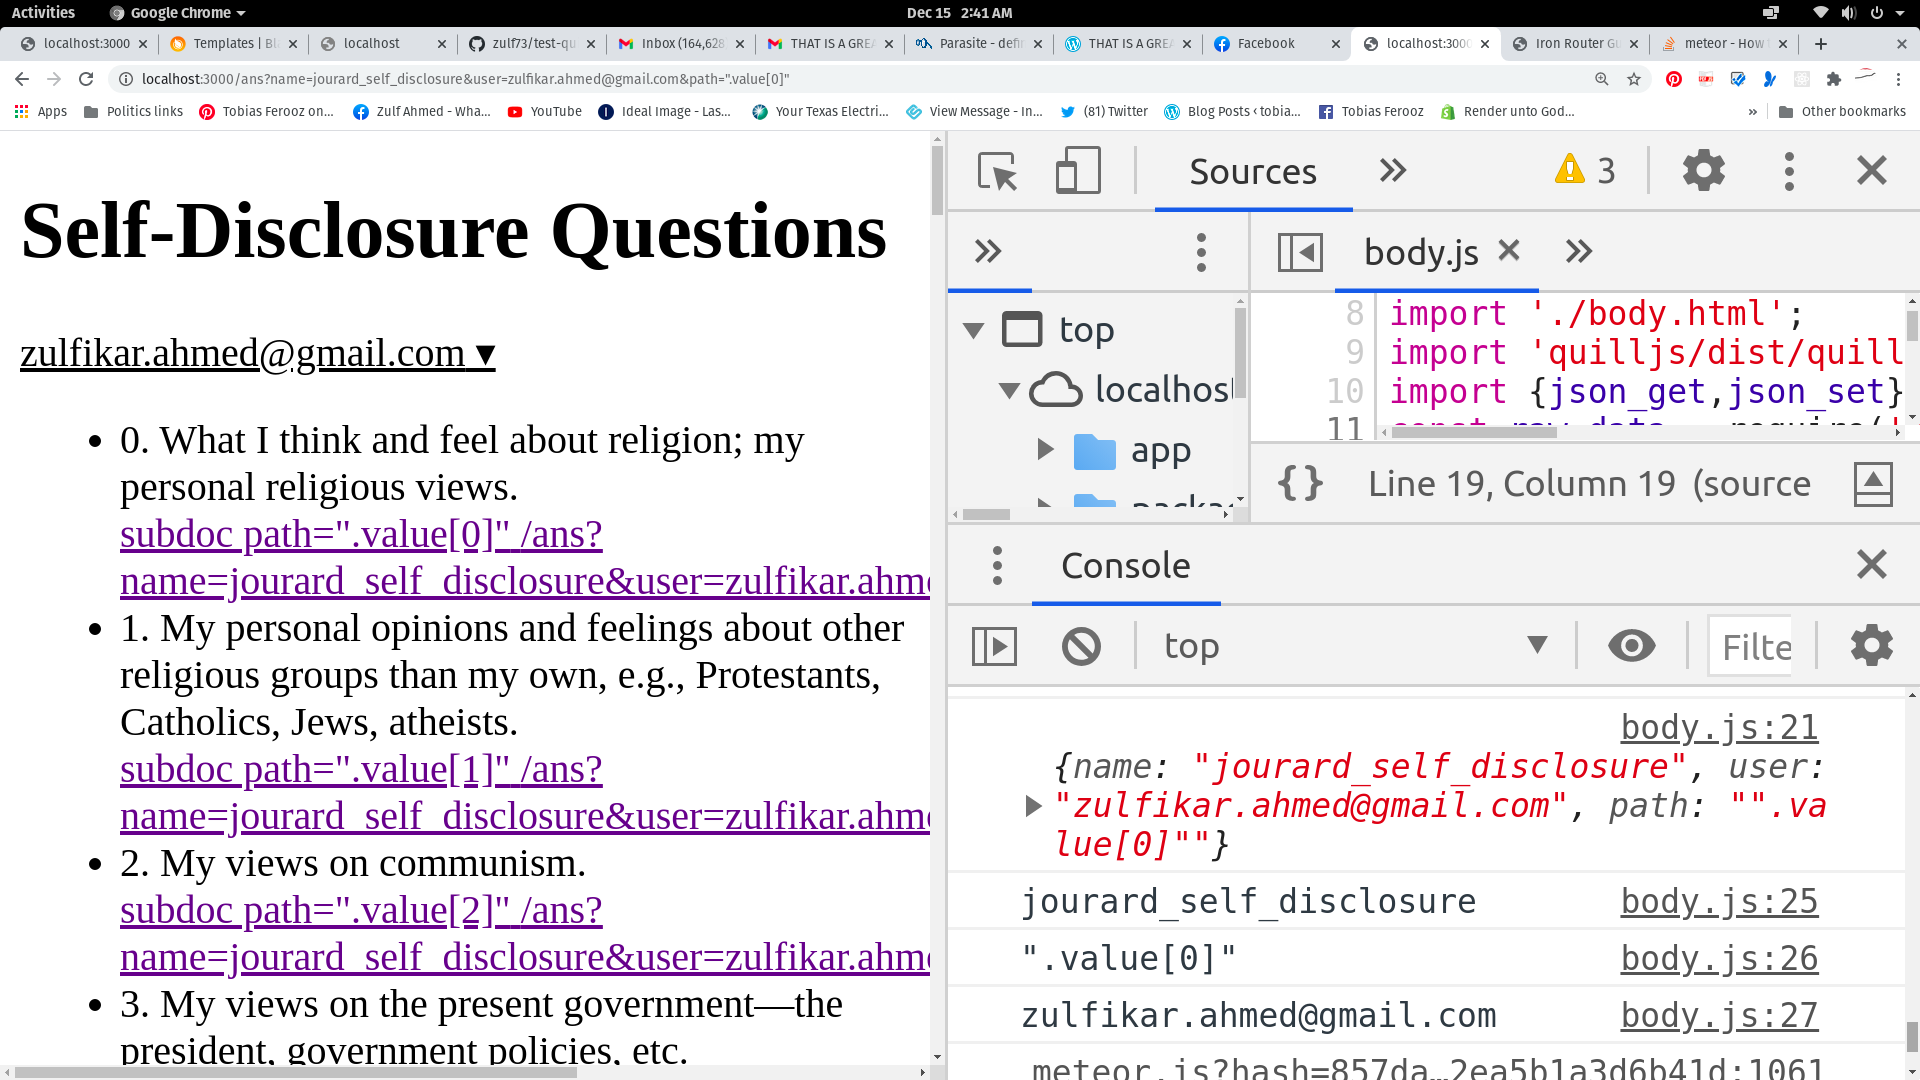 Activities
Google Chrome
Dec 15 2:41 AM
localhost:3000
Templates | Bl
localhost
zulf73/test-qu
Inbox (164,628
THAT IS A GREA
Parasite - defi
THAT IS A GREA
Facebook
localhost:3000
Iron Router Gu
meteor - How t
localhost:3000/ans?name=jourard_self_disclosure&user=zulfikar.ahmed@gmail.com&path=".value[0]"
Apps
Politics links
Tobias Ferooz on...
Zulf Ahmed - Wha...
YouTube
Ideal Image - Las...
Your Texas Electri...
View Message - In...
(81) Twitter
Blog Posts ‹ tobia...
Tobias Ferooz
Render unto God...
»
Other bookmarks
Self-Disclosure Questions
zulfikar.ahmed@gmail.com ▾
• 0. What I think and feel about religion; my
personal religious views.
subdoc path=".value[0]" /ans?
name=jourard_self_disclosure&user=zulfikar.ahme
• 1. My personal opinions and feelings about other
religious groups than my own, e.g., Protestants,
Catholics, Jews, atheists.
subdoc path=".value[1]" /ans?
name=jourard_self_disclosure&user=zulfikar.ahme
• 2. My views on communism.
subdoc path=".value[2]" /ans?
name=jourard_self_disclosure&user=zulfikar.ahme
• 3. My views on the present government—the
president, government policies, etc.
Sources
3
body.js
top
localhost
app
8 import './body.html';
9 import 'quilljs/dist/quill
10 import {json_get,json_set}
11
{} Line 19, Column 19 (source
Console
top
Filte
body.js:21
{name: "jourard_self_disclosure", user:
"zulfikar.ahmed@gmail.com", path: "".va
lue[0]""}
jourard_self_disclosure body.js:25
".value[0]" body.js:26
zulfikar.ahmed@gmail.com body.js:27
meteor.js?hash=857da…2ea5b1a3d6b41d:1061